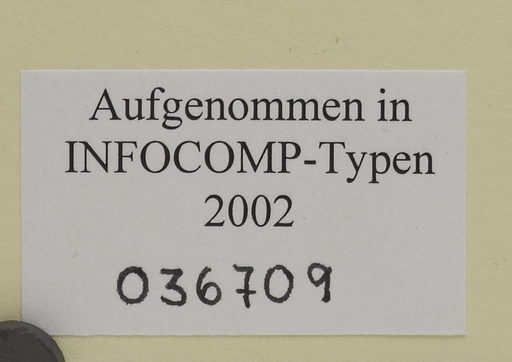 Aufgenommen in
INFOCOMP-Typen
2002
036709